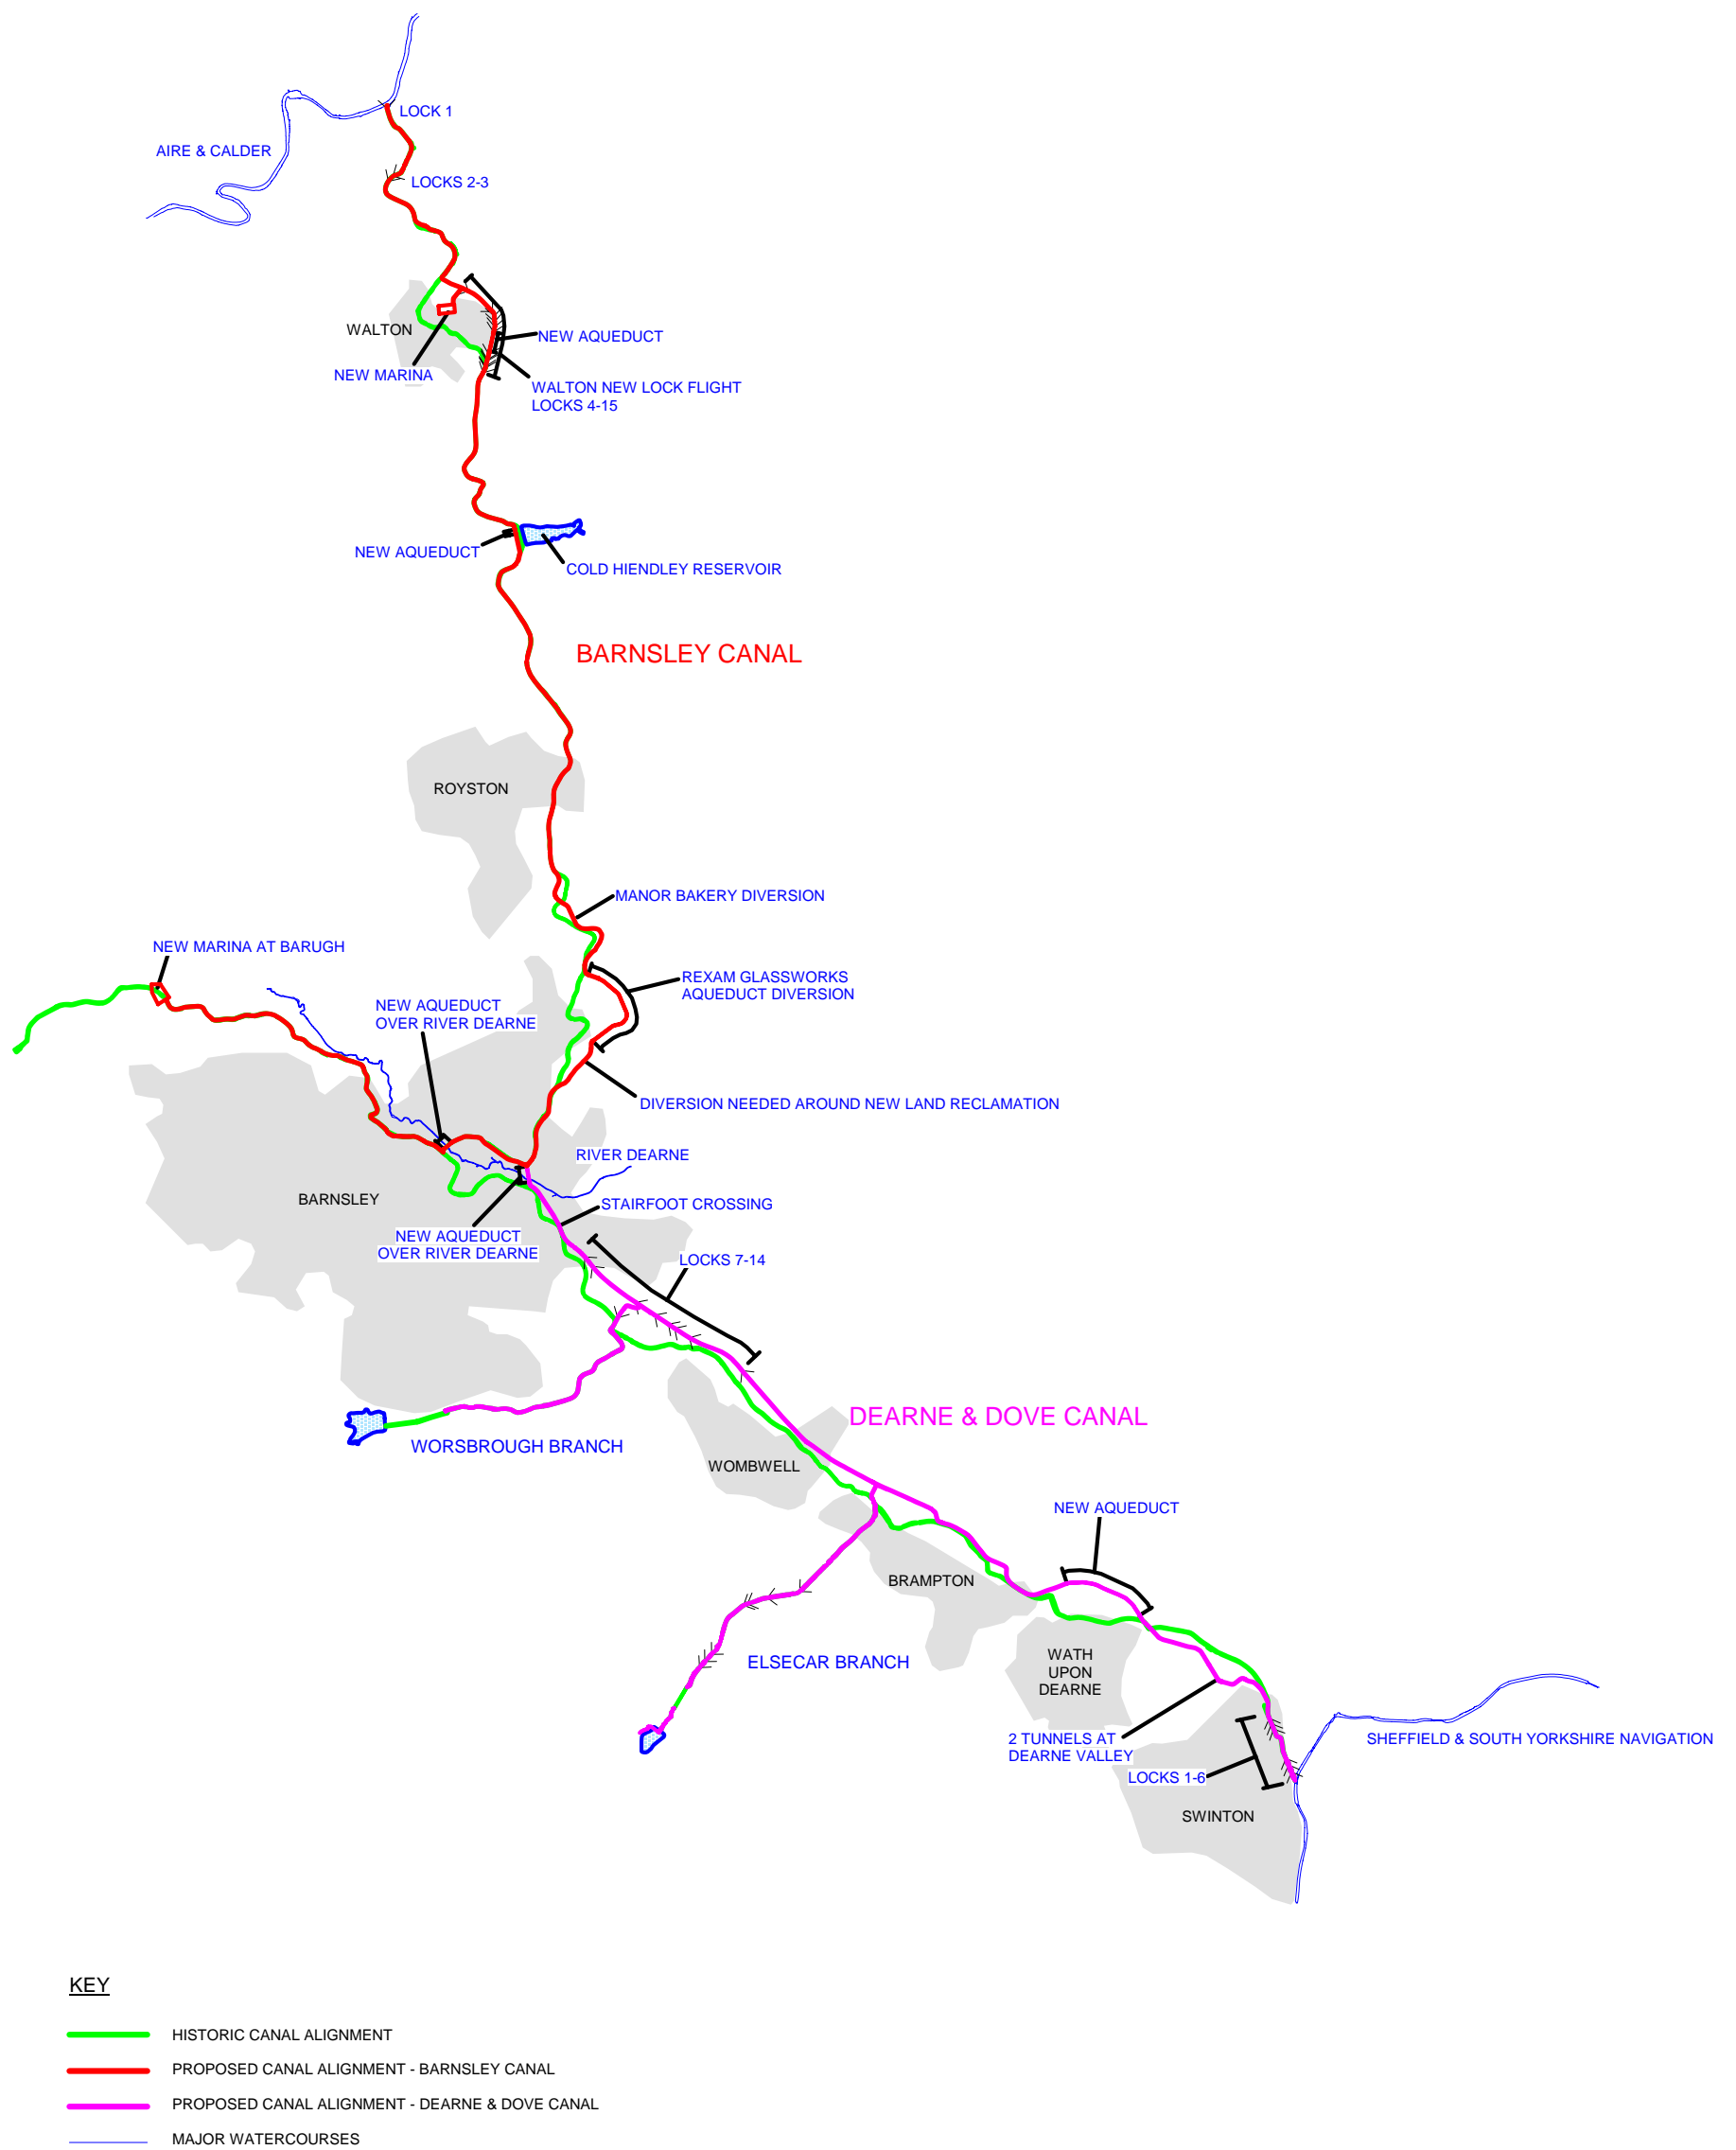 LOCK 1
AIRE & CALDER
LOCKS 2-3
WALTON
NEW AQUEDUCT
NEW MARINA
WALTON NEW LOCK FLIGHT
LOCKS 4-15
NEW AQUEDUCT
COLD HIENDLEY RESERVOIR
BARNSLEY CANAL
ROYSTON
MANOR BAKERY DIVERSION
NEW MARINA AT BARUGH
REXAM GLASSWORKS
AQUEDUCT DIVERSION
NEW AQUEDUCT
OVER RIVER DEARNE
DIVERSION NEEDED AROUND NEW LAND RECLAMATION
RIVER DEARNE
BARNSLEY
STAIRFOOT CROSSING
NEW AQUEDUCT
OVER RIVER DEARNE
LOCKS 7-14
DEARNE & DOVE CANAL
WORSBROUGH BRANCH
WOMBWELL
NEW AQUEDUCT
BRAMPTON
ELSECAR BRANCH
WATH
UPON
DEARNE
2 TUNNELS AT
DEARNE VALLEY
SHEFFIELD & SOUTH YORKSHIRE NAVIGATION
LOCKS 1-6
SWINTON
KEY
HISTORIC CANAL ALIGNMENT
PROPOSED CANAL ALIGNMENT - BARNSLEY CANAL
PROPOSED CANAL ALIGNMENT - DEARNE & DOVE CANAL
MAJOR WATERCOURSES